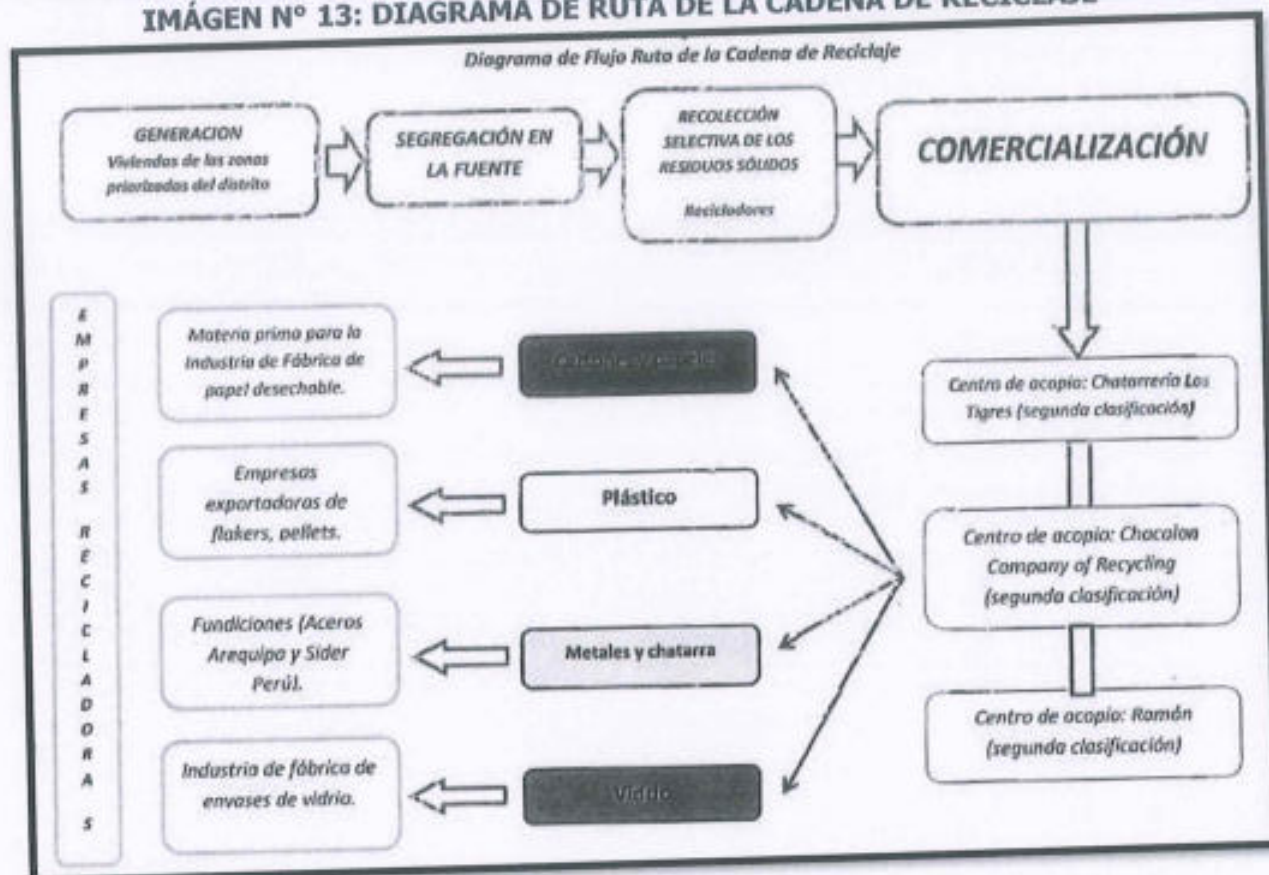 IMÁGEN Nº 13: DIAGRAMA DE RUTA DE LA CADENA DE RECICLAJE
Diagrama de Flujo Ruta de la Cadena de Reciclaje
GENERACION
Viviendas de las zonas
priorizadas del distrito
SEGREGACIÓN EN
LA FUENTE
RECOLECCIÓN
SELECTIVA DE LOS
RESIDUOS SÓLIDOS
Recicladores
COMERCIALIZACIÓN
Centro de acopio: Chatarrería Los
Tigres (segunda clasificación)
Centro de acopio: Chocolon
Company of Recycling
(segunda clasificación)
Centro de acopio: Ramón
(segunda clasificación)
Plástico
Metales y chatarra
Vidrio
Materia prima para la
Industria de Fábrica de
papel desechable.
Empresas
exportadoras de
flakers, pellets.
Fundiciones (Aceros
Arequipa y Sider
Perú).
Industria de fábrica de
envases de vidrio.
EMPRESAS RECICLADORAS